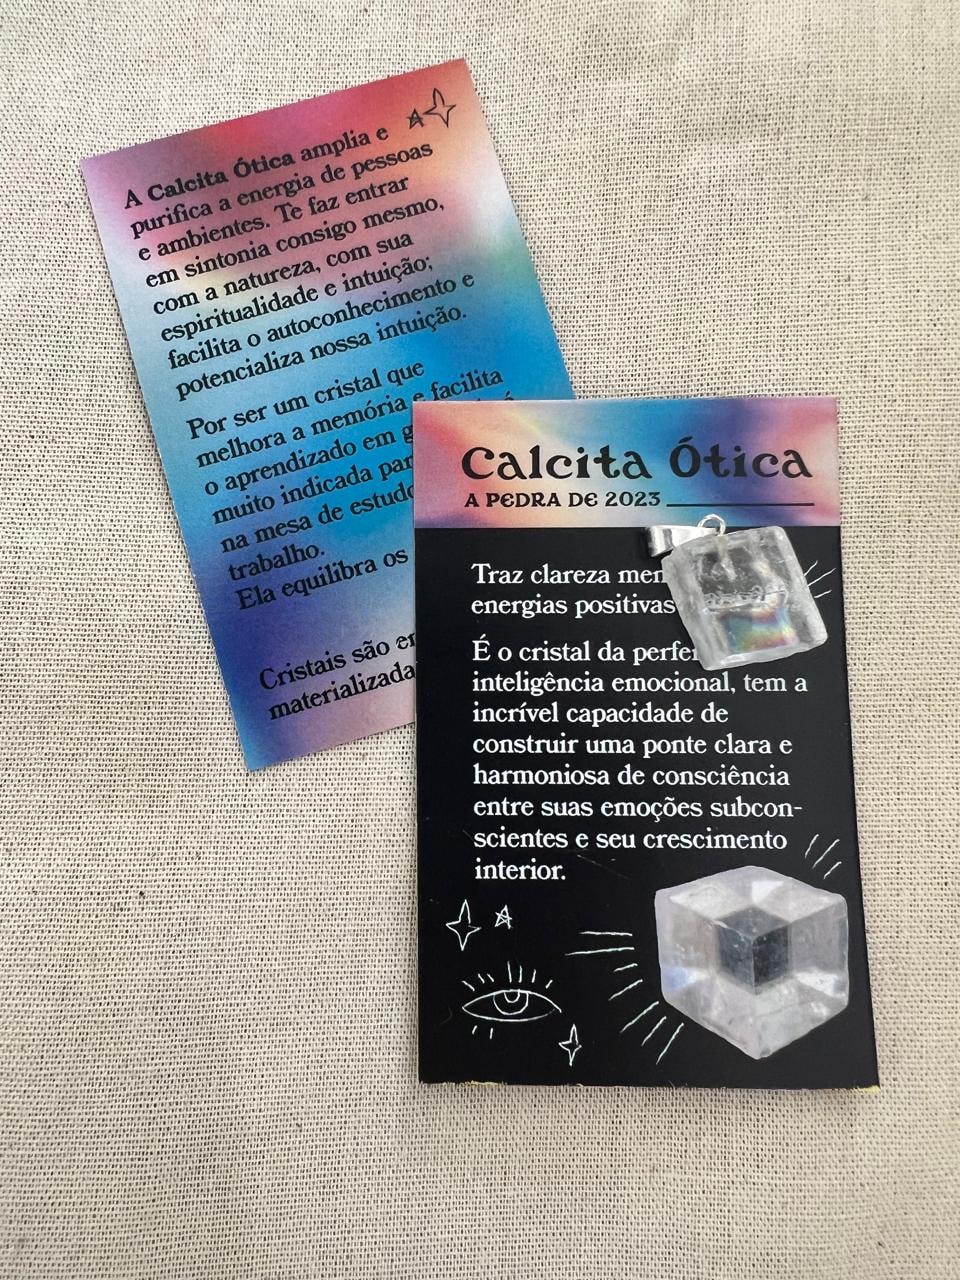 A Calcita Ótica amplia e
purifica a energia de pessoas
e ambientes. Te faz entrar
em sintonia consigo mesmo,
com a natureza, com sua
espiritualidade e intuição;
facilita o autoconhecimento e
potencializa nossa intuição.
Por ser um cristal que
melhora a memória e facilita
o aprendizado em
muito indicada
na mesa de
trabalho.
Ela equilibra os
Cristais são
Calcita Ótica
A PEDRA DE 2023
Traz clareza
energias positivas
É o cristal da
inteligência emocional, tem a
incrível capacidade de
construir uma ponte clara e
harmoniosa de consciência
entre suas emoções subcon-
scientes e seu crescimento
interior.